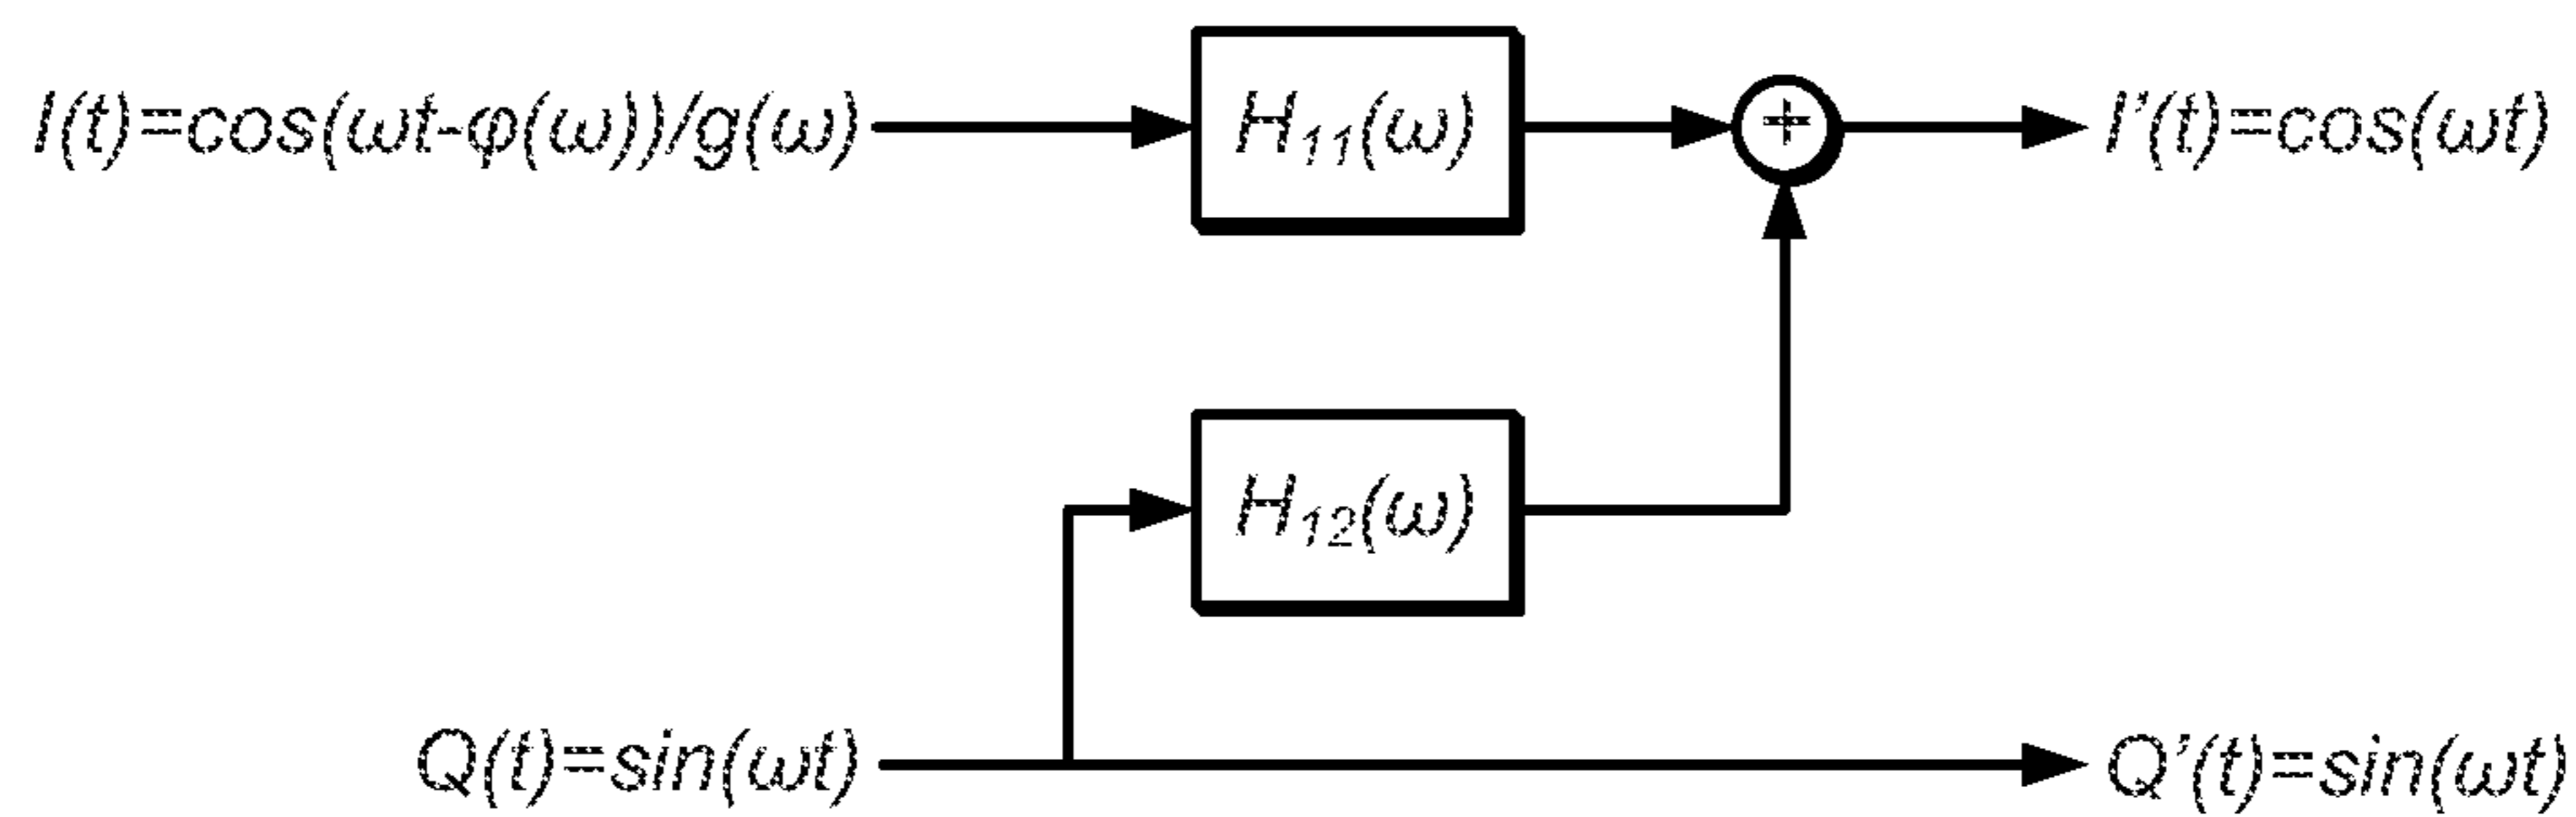 I(t)=cos(ωt-φ(ω))/g(ω) H₁₁(ω) + I’(t)=cos(ωt)
H₁₂(ω)
Q(t)=sin(ωt) Q’(t)=sin(ωt)